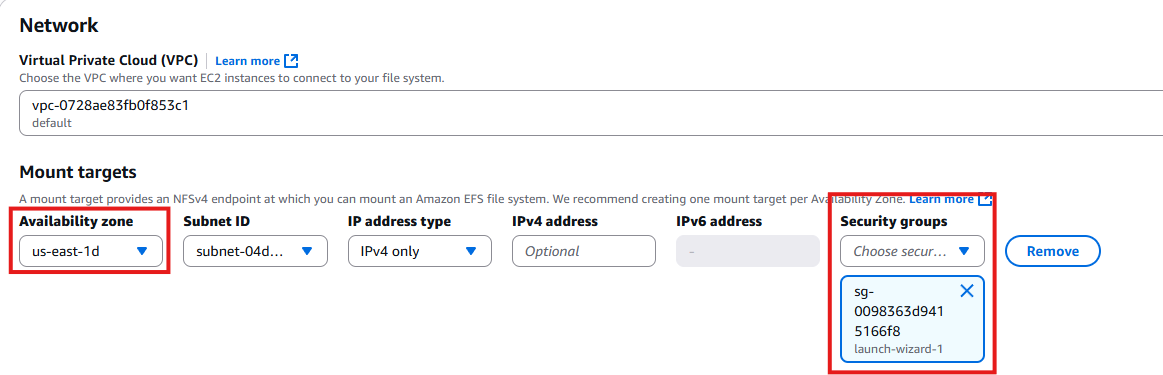 Network
Virtual Private Cloud (VPC) Learn more
Choose the VPC where you want EC2 instances to connect to your file system.
vpc-0728ae83fb0f853c1
default
Mount targets
A mount target provides an NFSv4 endpoint at which you can mount an Amazon EFS file system. We recommend creating one mount target per Availability Zone. Learn more
Availability zone Subnet ID IP address type IPv4 address IPv6 address Security groups
us-east-1d subnet-04d... IPv4 only Optional - Choose secur... Remove
sg-
0098363d941
5166f8
launch-wizard-1